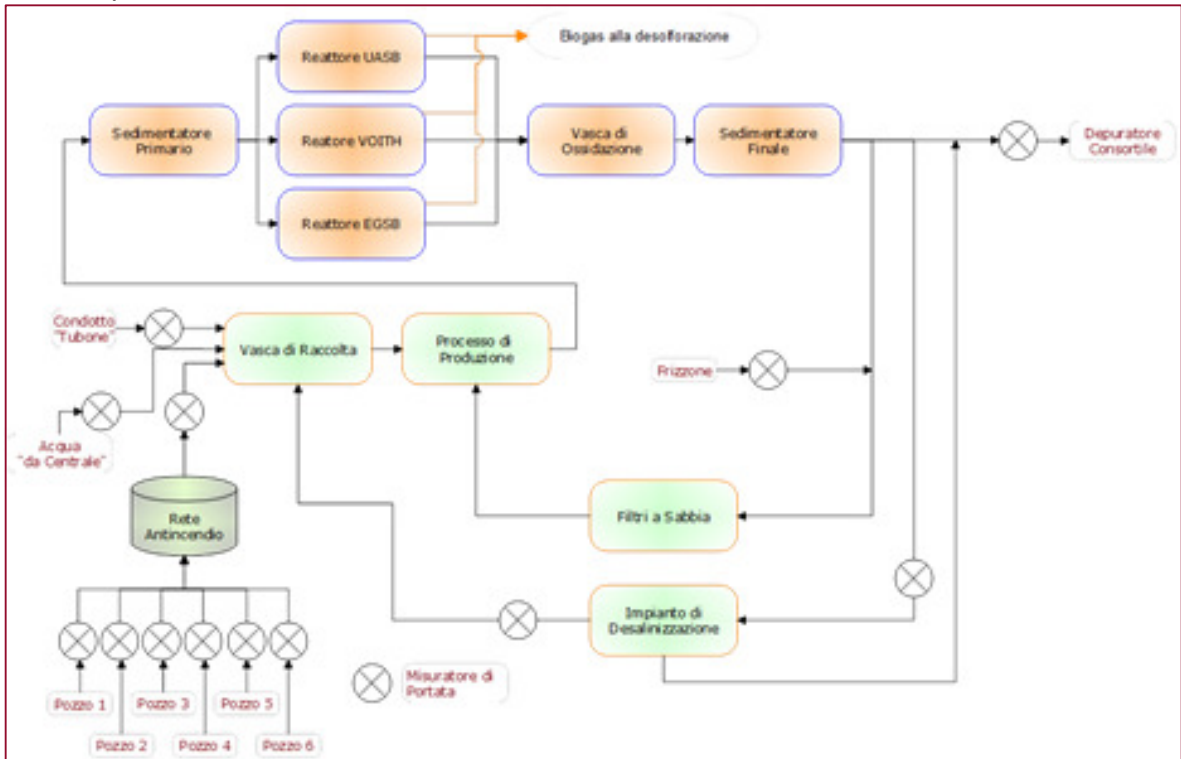 Reattore UASB
Biogas alla desolforazione
Sedimentatore
Primario
Reatore VOITH
Vasca di
Ossidazione
Sedimentatore
Finale
Depuratore
Consortile
Reattore EGSB
Condotto
"Tubone"
Vasca di Raccolta
Processo di
Produzione
Frizzone
Acqua
"da Centrale"
Rete
Antincendio
Filtri a Sabbia
Impianto di
Desalinizzazione
Misuratore di
Portata
Pozzo 1
Pozzo 3
Pozzo 5
Pozzo 2
Pozzo 4
Pozzo 6